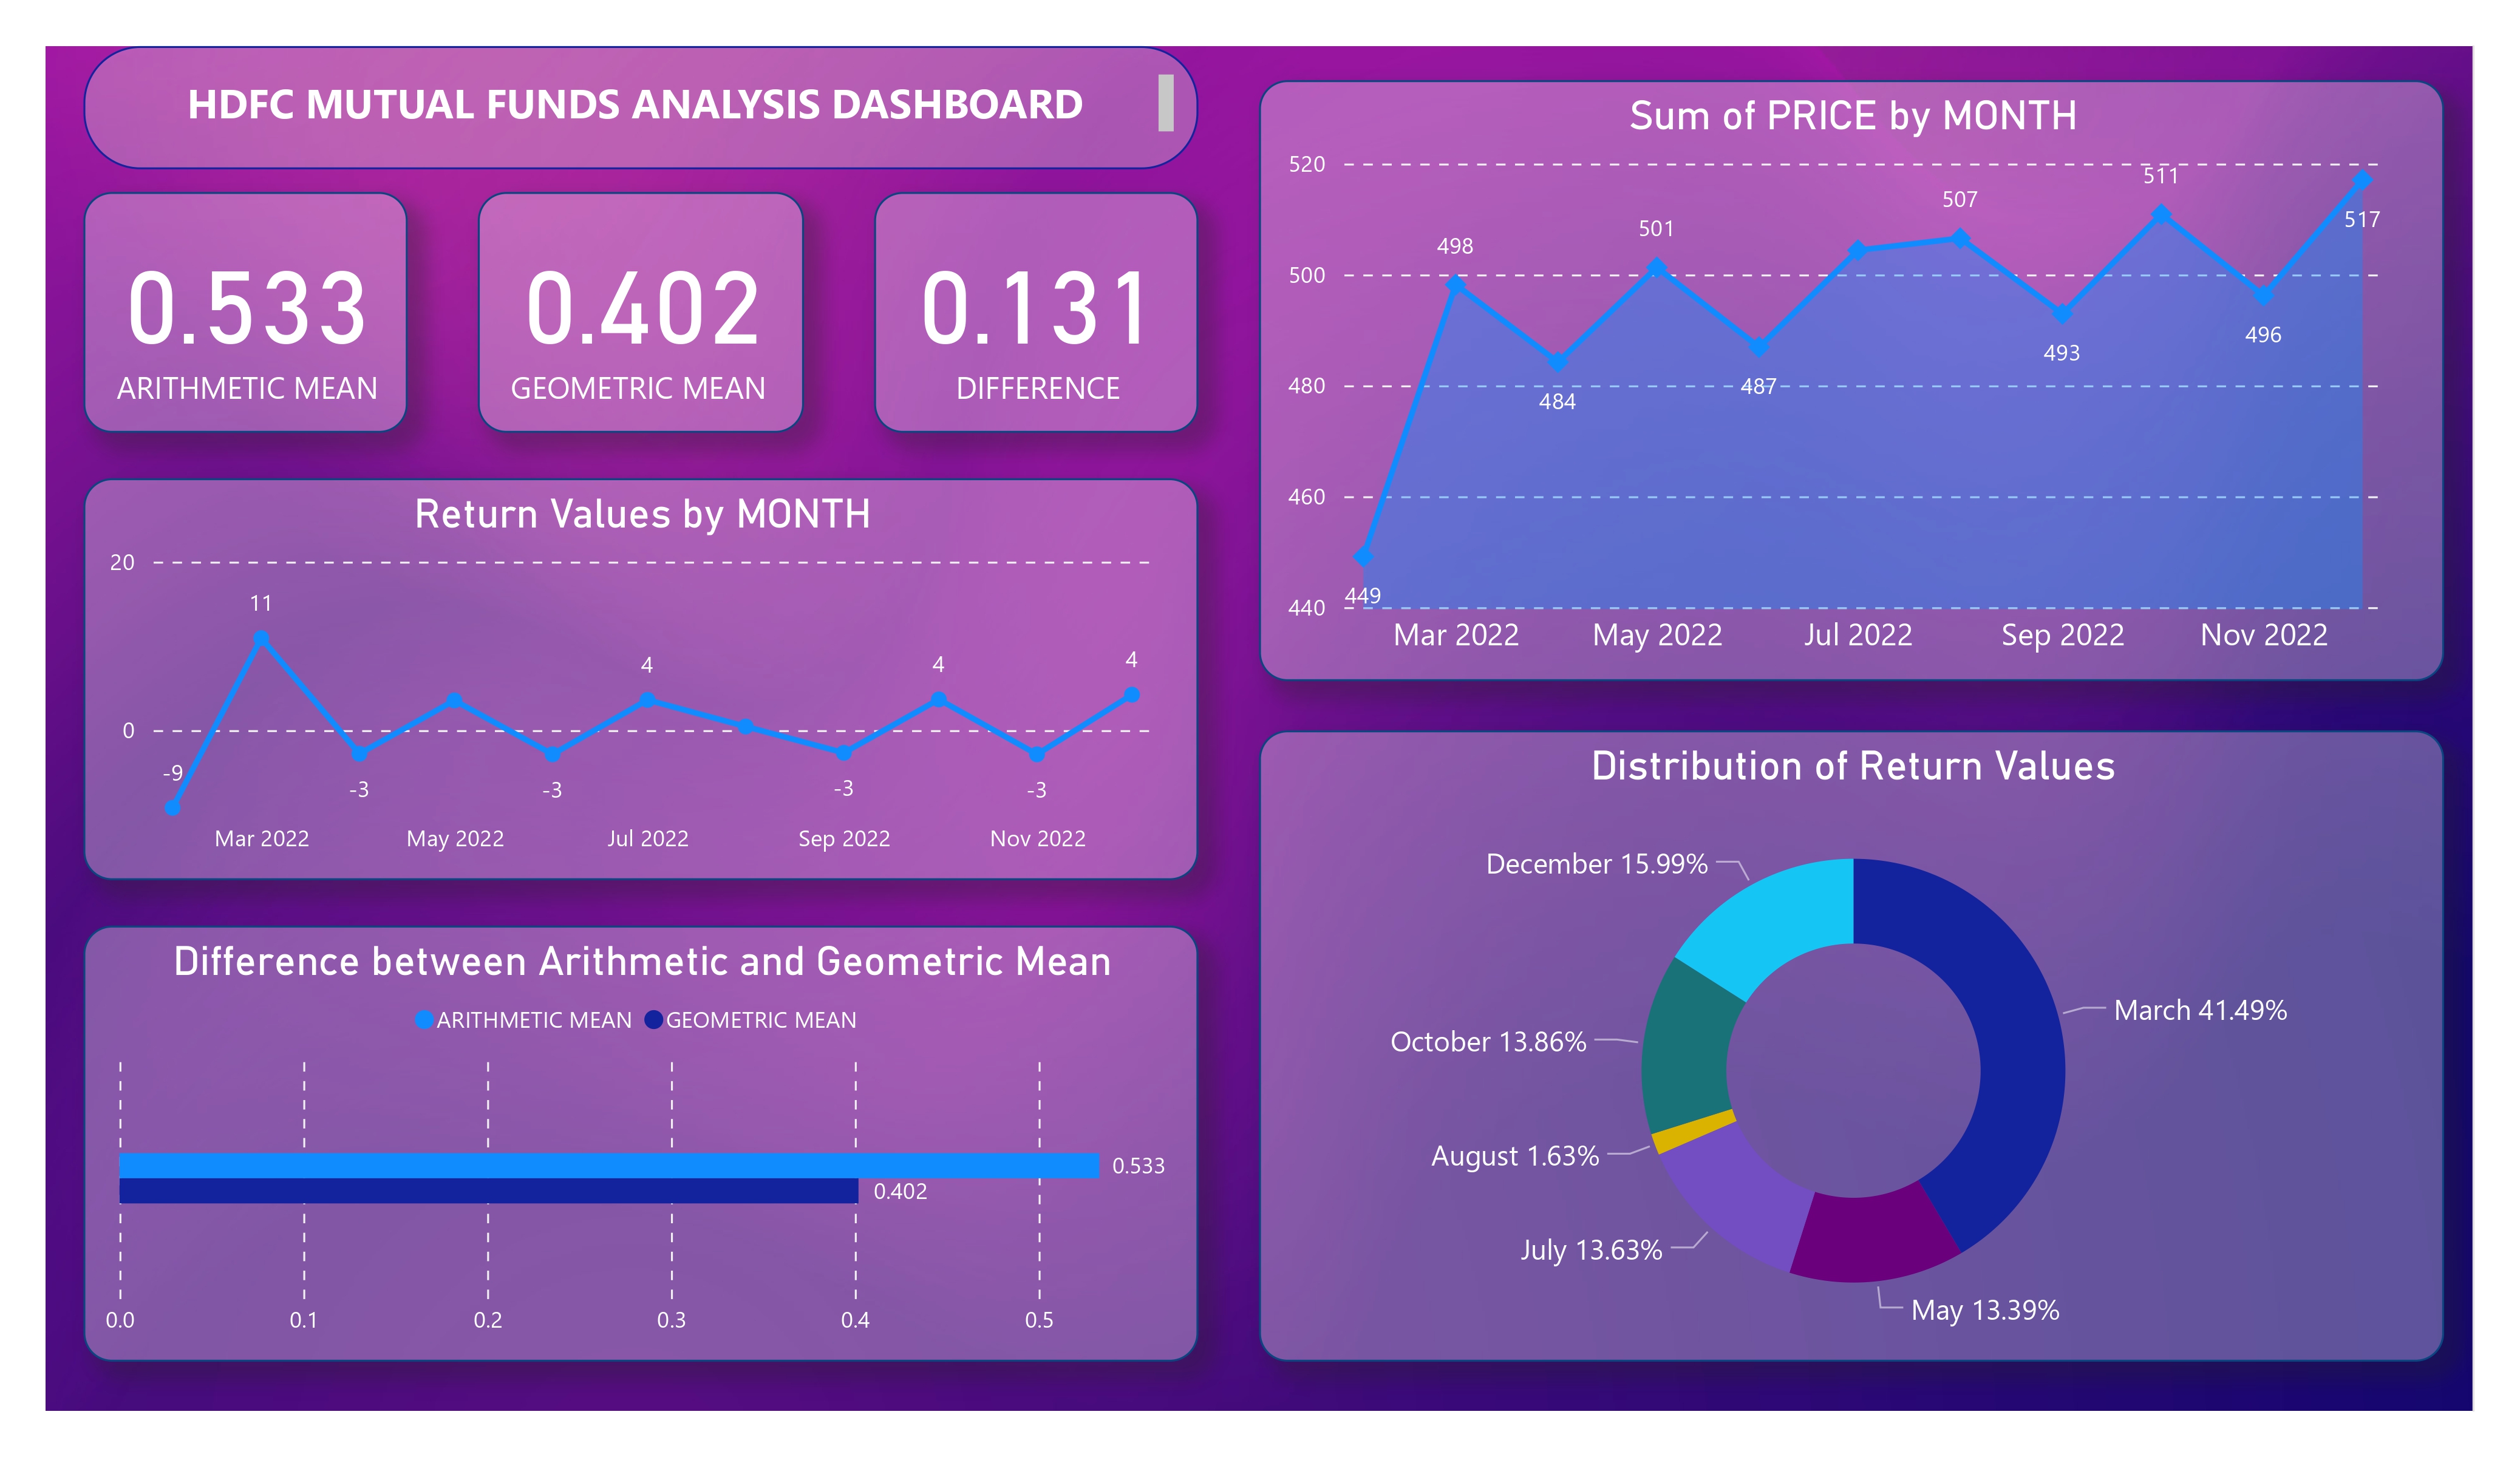 HDFC MUTUAL FUNDS ANALYSIS DASHBOARD
0.533
ARITHMETIC MEAN
0.402
GEOMETRIC MEAN
0.131
DIFFERENCE
Return Values by MONTH
20
0
-9
11
-3
-3
4
-3
4
-3
4
Mar 2022
May 2022
Jul 2022
Sep 2022
Nov 2022
Difference between Arithmetic and Geometric Mean
ARITHMETIC MEAN GEOMETRIC MEAN
0.533
0.402
0.0
0.1
0.2
0.3
0.4
0.5
Sum of PRICE by MONTH
520
500
480
460
440
449
498
484
501
487
507
493
511
496
517
Mar 2022
May 2022
Jul 2022
Sep 2022
Nov 2022
Distribution of Return Values
December 15.99%
March 41.49%
October 13.86%
August 1.63%
July 13.63%
May 13.39%